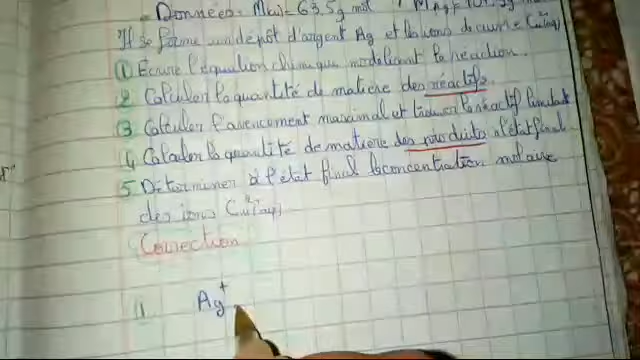 - Données: M(Cu)= 63,5g mol
Il se forme un dépôt d'argent Ag et des ions de cuivre Cu²⁺(aq)
① Ecrire l'équation chimique modélisant la réaction.
2 Calculer la quantité de matière des réactifs.
3 Calculer l'avancement maximal et trouver le réactif limitant
4 Calculer la quantité de matière des produits à l'état final.
5. Déterminer à l'état final la concentration molaire
des ions Cu²⁺(aq)
Correction
1 Ag⁺